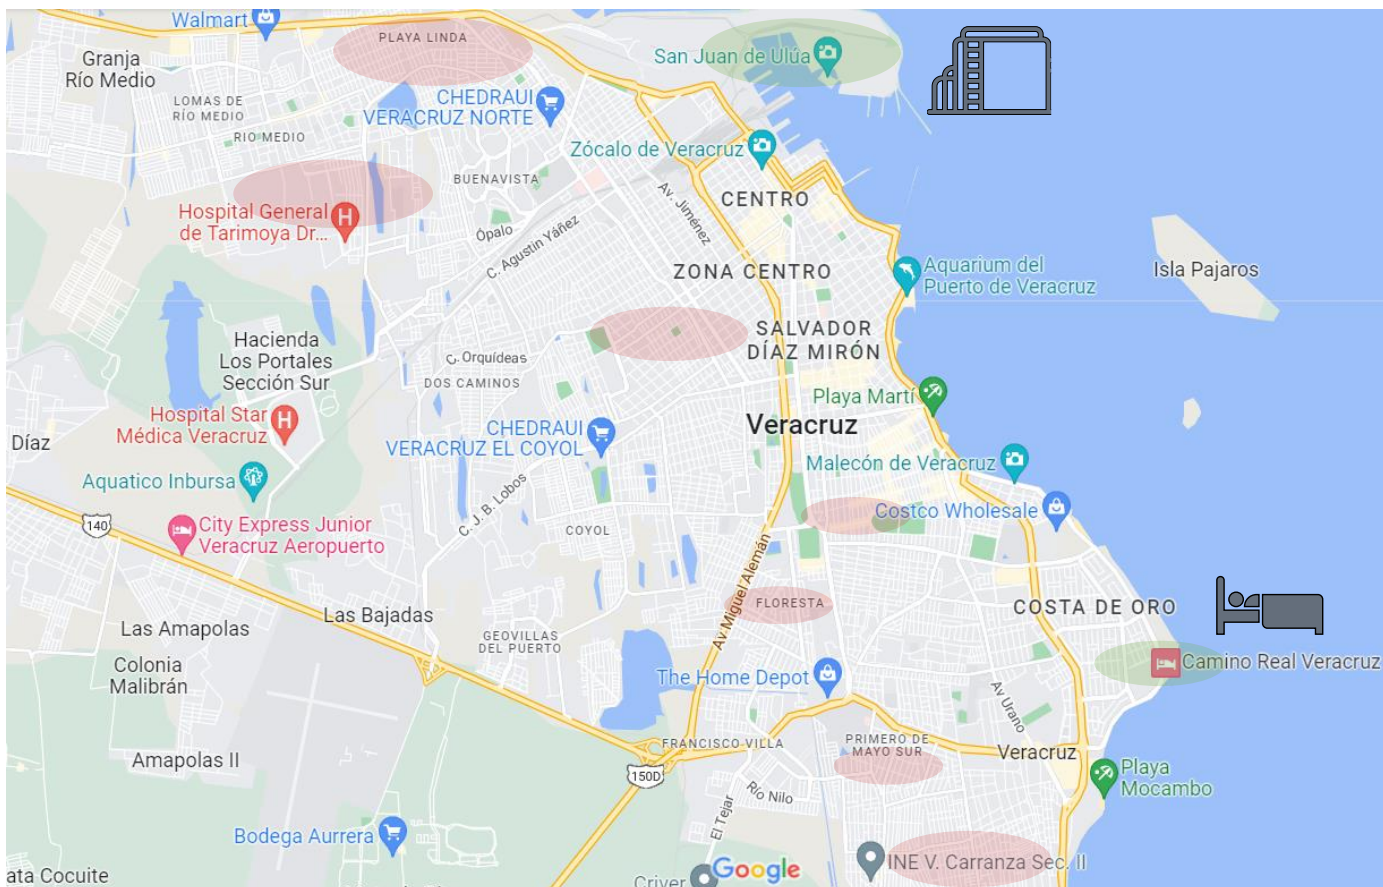 Walmart
PLAYA LINDA
Granja
Río Medio
San Juan de Ulúa
LOMAS DE
RÍO MEDIO
CHEDRAUI
VERACRUZ NORTE
RIO MEDIO
Zócalo de Veracruz
BUENAVISTA
Av. Jiménez
CENTRO
Hospital General
de Tarimoya Dr...
H
Ópalo
C. Agustin Yáñez
ZONA CENTRO
Aquarium del
Puerto de Veracruz
Isla Pajaros
Hacienda
Los Portales
Sección Sur
SALVADOR
DÍAZ MIRÓN
C. Orquídeas
DOS CAMINOS
Playa Martí
Hospital Star
Médica Veracruz
H
CHEDRAUI
VERACRUZ EL COYOL
Veracruz
Díaz
Malecón de Veracruz
Aquatico Inbursa
C. J. B. Lobos
Costco Wholesale
140
City Express Junior
Veracruz Aeropuerto
COYOL
Av Miguel Alemán
FLORESTA
COSTA DE ORO
Las Bajadas
Las Amapolas
GEOVILLAS
DEL PUERTO
Colonia
Malibrán
The Home Depot
Camino Real Veracruz
Av Urano
FRANCISCO VILLA
PRIMERO DE
MAYO SUR
Veracruz
Amapolas II
150D
Río Nilo
Playa
Mocambo
El Tejar
Bodega Aurrera
INE V. Carranza Sec. II
Google
ata Cocuite
Criver